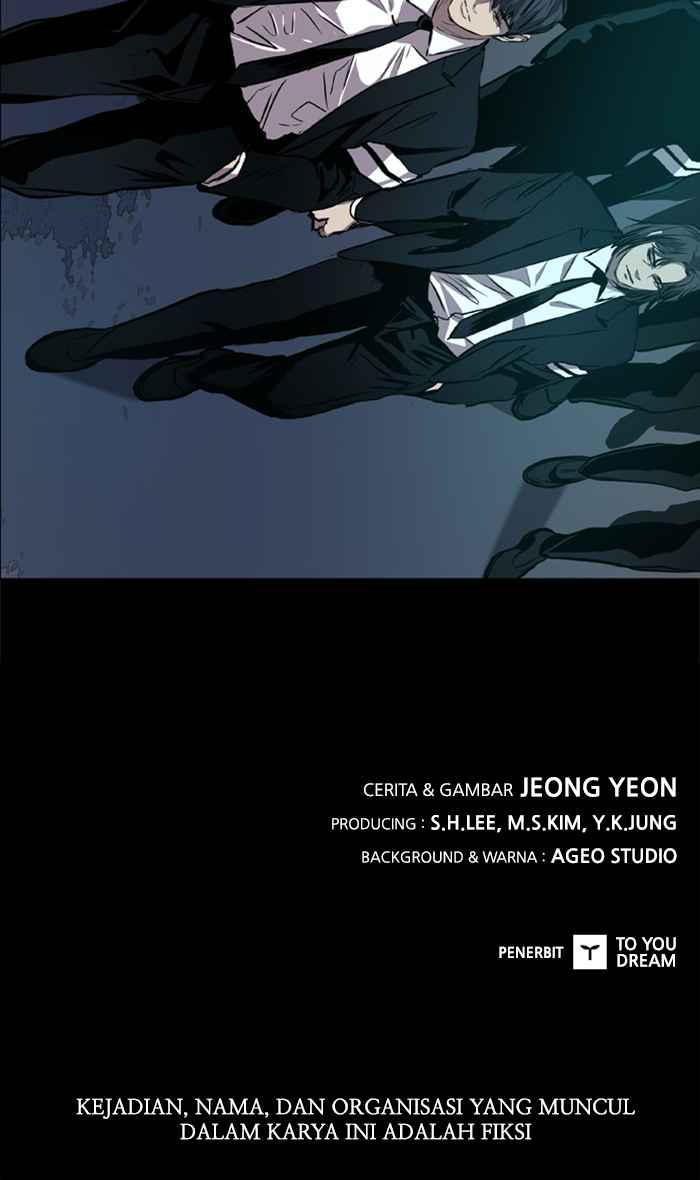 CERITA & GAMBAR JEONG YEON
PRODUCING : S.H.LEE, M.S.KIM, Y.K.JUNG
BACKGROUND & WARNA : AGEO STUDIO
PENERBIT TO YOU
DREAM
KEJADIAN, NAMA, DAN ORGANISASI YANG MUNCUL
DALAM KARYA INI ADALAH FIKSI